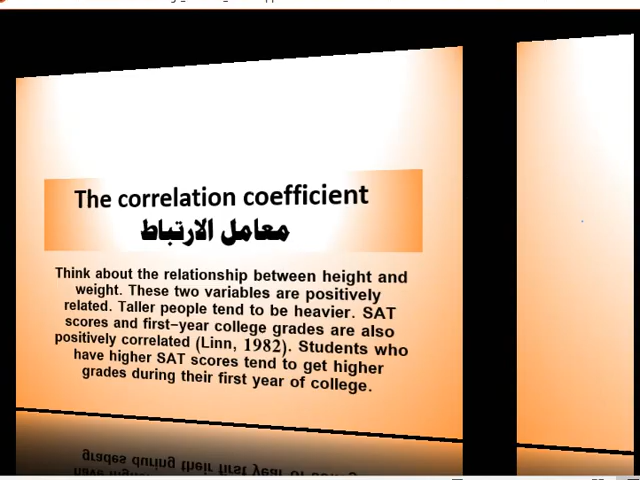 The correlation coefficient
معامل الارتباط
Think about the relationship between height and
weight. These two variables are positively
related. Taller people tend to be heavier. SAT
scores and first-year college grades are also
positively correlated (Linn, 1982). Students who
have higher SAT scores tend to get higher
grades during their first year of college.